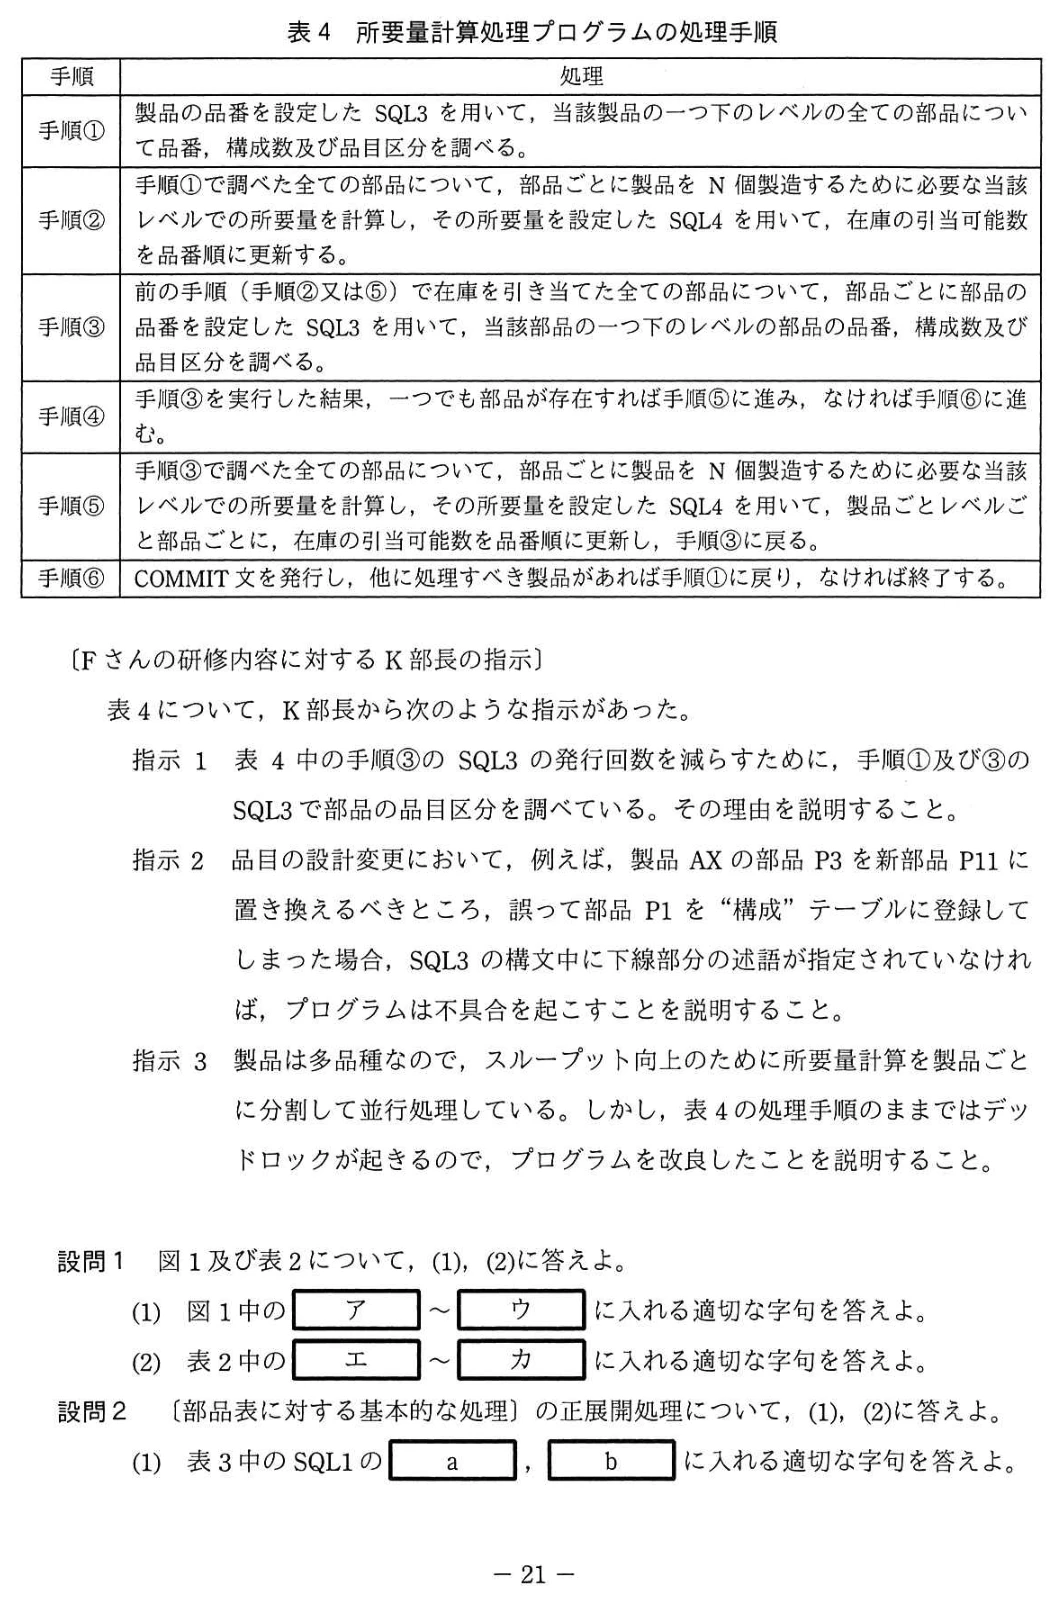 表4　所要量計算処理プログラムの処理手順
手順　処理
手順①　製品の品番を設定した SQL3 を用いて，当該製品の一つ下のレベルの全ての部品につい
て品番，構成数及び品目区分を調べる。
手順②　手順①で調べた全ての部品について，部品ごとに製品を N 個製造するために必要な当該
レベルでの所要量を計算し，その所要量を設定した SQL4 を用いて，在庫の引当可能数
を品番順に更新する。
手順③　前の手順（手順②又は⑤）で在庫を引き当てた全ての部品について，部品ごとに部品の
品番を設定した SQL3 を用いて，当該部品の一つ下のレベルの部品の品番，構成数及び
品目区分を調べる。
手順④　手順③を実行した結果，一つでも部品が存在すれば手順⑤に進み，なければ手順⑥に進
む。
手順⑤　手順③で調べた全ての部品について，部品ごとに製品を N 個製造するために必要な当該
レベルでの所要量を計算し，その所要量を設定した SQL4 を用いて，製品ごとレベルご
と部品ごとに，在庫の引当可能数を品番順に更新し，手順③に戻る。
手順⑥　COMMIT 文を発行し，他に処理すべき製品があれば手順①に戻り，なければ終了する。
〔F さんの研修内容に対する K 部長の指示〕
表4について，K 部長から次のような指示があった。
指示 1　表 4 中の手順③の SQL3 の発行回数を減らすために，手順①及び③の
SQL3 で部品の品目区分を調べている。その理由を説明すること。
指示 2　品目の設計変更において，例えば，製品 AX の部品 P3 を新部品 P11 に
置き換えるべきところ，誤って部品 P1 を“構成”テーブルに登録して
しまった場合，SQL3 の構文中に下線部分の述語が指定されていなけれ
ば，プログラムは不具合を起こすことを説明すること。
指示 3　製品は多品種なので，スループット向上のために所要量計算を製品ごと
に分割して並行処理している。しかし，表4の処理手順のままではデッ
ドロックが起きるので，プログラムを改良したことを説明すること。
設問1　図1及び表2について，(1)，(2)に答えよ。
(1)　図1中の ア ～ ウ に入れる適切な字句を答えよ。
(2)　表2中の エ ～ カ に入れる適切な字句を答えよ。
設問2　〔部品表に対する基本的な処理〕の正展開処理について，(1)，(2)に答えよ。
(1)　表3中の SQL1 の a ， b に入れる適切な字句を答えよ。
－ 21 －